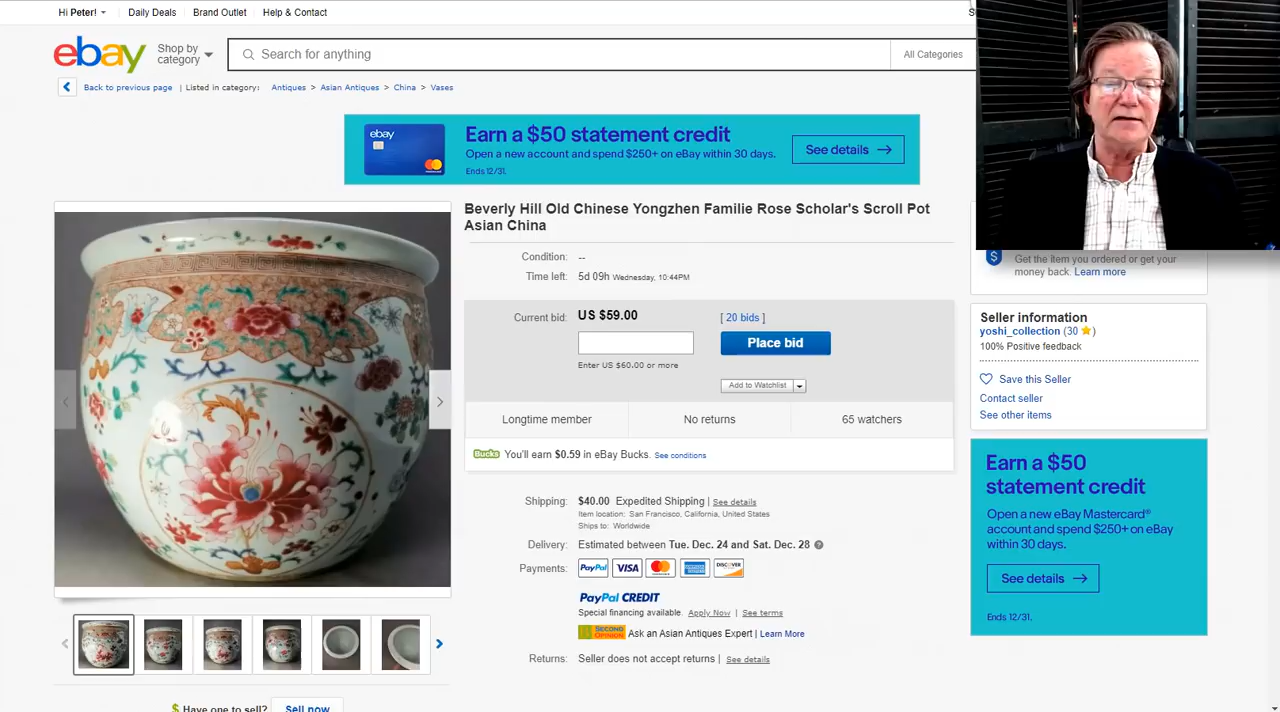 Hi Peter!
Daily Deals
Brand Outlet
Help & Contact
ebay
Shop by
category
Search for anything
All Categories
Back to previous page
| Listed in category:
Antiques > Asian Antiques > China > Vases
ebay
Earn a $50 statement credit
Open a new account and spend $250+ on eBay within 30 days.
Ends 12/31.
See details
Beverly Hill Old Chinese Yongzhen Familie Rose Scholar's Scroll Pot
Asian China
Condition: --
Time left: 5d 09h Wednesday, 10:44PM
Current bid: US $59.00 [ 20 bids ]
Place bid
Enter US $60.00 or more
Add to Watchlist
Longtime member
No returns
65 watchers
Bucks You'll earn $0.59 in eBay Bucks. See conditions
Shipping: $40.00 Expedited Shipping | See details
Item location: San Francisco, California, United States
Ships to: Worldwide
Delivery: Estimated between Tue. Dec. 24 and Sat. Dec. 28
Payments: PayPal VISA MasterCard AMERICAN EXPRESS DISCOVER
PayPal CREDIT
Special financing available. Apply Now | See terms
SECOND OPINION Ask an Asian Antiques Expert | Learn More
Returns: Seller does not accept returns | See details
Get the item you ordered or get your
money back. Learn more
Seller information
yoshi_collection (30 )
100% Positive feedback
Save this Seller
Contact seller
See other items
Earn a $50
statement credit
Open a new eBay Mastercard®
account and spend $250+ on eBay
within 30 days.
See details
Ends 12/31.
$ Have one to sell? Sell now